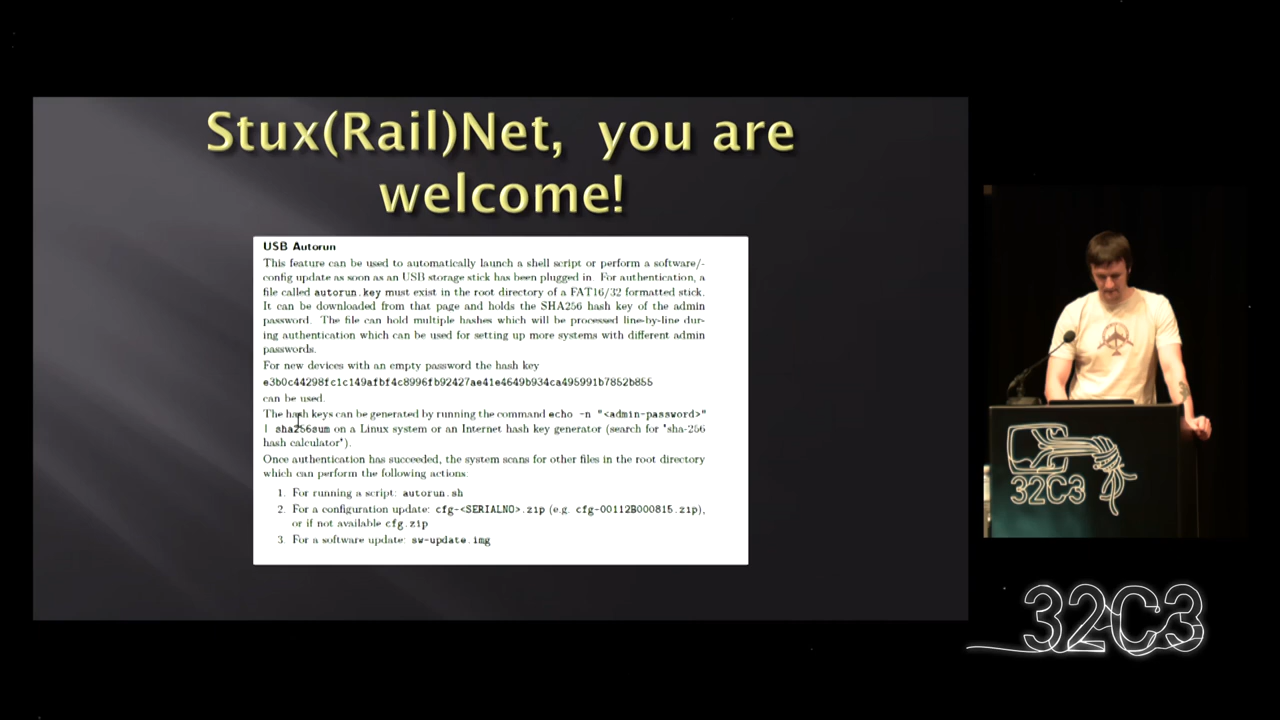 Stux(Rail)Net, you are
welcome!
USB Autorun
This feature can be used to automatically launch a shell script or perform a software/-
config update as soon as an USB storage stick has been plugged in. For authentication, a
file called autorun.key must exist in the root directory of a FAT16/32 formatted stick.
It can be downloaded from that page and holds the SHA256 hash key of the admin
password. The file can hold multiple hashes which will be processed line-by-line dur-
ing authentication which can be used for setting up more systems with different admin
passwords.
For new devices with an empty password the hash key
e3b0c44298fc1c149afbf4c8996fb92427ae41e4649b934ca495991b7852b855
can be used.
The hash keys can be generated by running the command echo -n "<admin-password>"
| sha256sum on a Linux system or an Internet hash key generator (search for "sha-256
hash calculator").
Once authentication has succeeded, the system scans for other files in the root directory
which can perform the following actions:
1. For running a script: autorun.sh
2. For a configuration update: cfg-<SERIALNO>.zip (e.g. cfg-00112B000815.zip),
or if not available cfg.zip
3. For a software update: sw-update.img
32C3
32C3